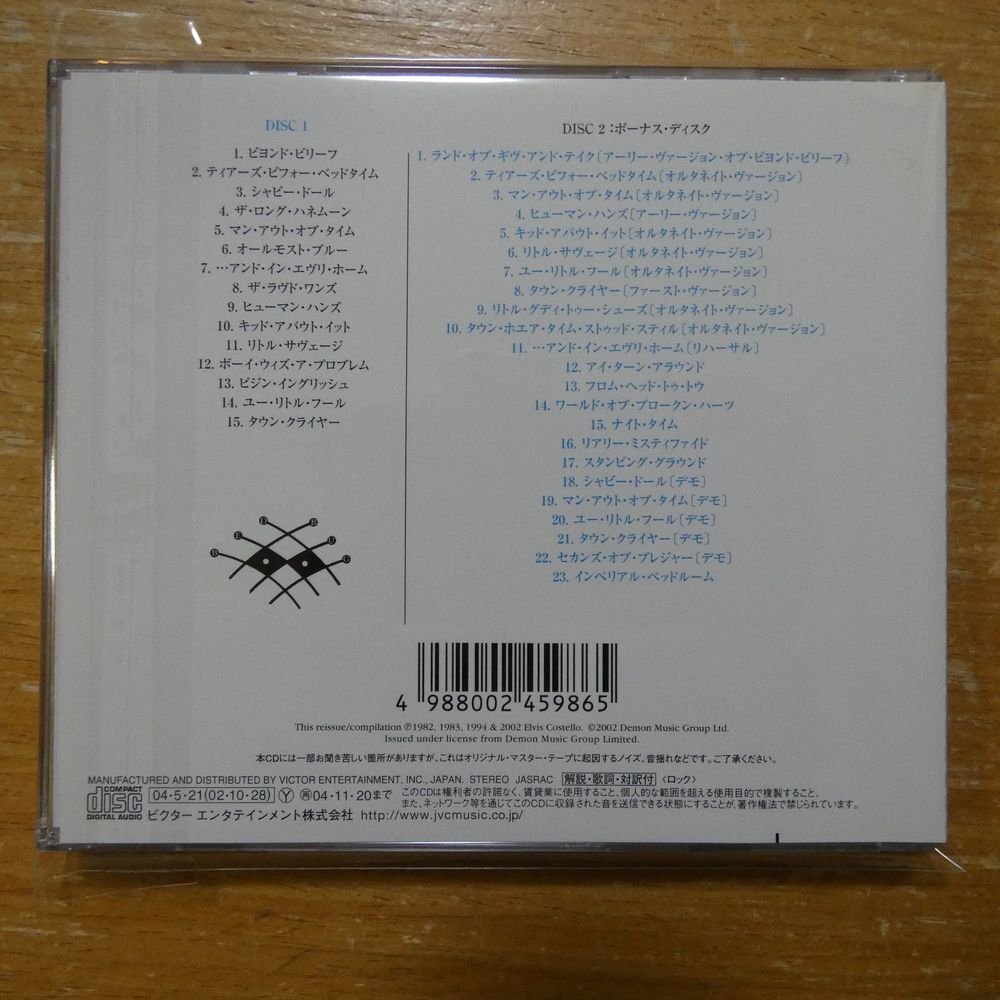 DISC 1
1. ビヨンド・ビリーフ
2. ティアーズ・ビフォー・ベッドタイム
3. シャビー・ドール
4. ザ・ロング・ハネムーン
5. マン・アウト・オブ・タイム
6. オールモスト・ブルー
7. …アンド・イン・エヴリ・ホーム
8. ザ・ラヴド・ワンズ
9. ヒューマン・ハンズ
10. キッド・アバウト・イット
11. リトル・サヴェージ
12. ボーイ・ウィズ・ア・プロブレム
13. ピジン・イングリッシュ
14. ユー・リトル・フール
15. タウン・クライヤー
DISC 2 : ボーナス・ディスク
1. ランド・オブ・ギヴ・アンド・テイク〔アーリー・ヴァージョン・オブ・ビヨンド・ビリーフ〕
2. ティアーズ・ビフォー・ベッドタイム〔オルタネイト・ヴァージョン〕
3. マン・アウト・オブ・タイム〔オルタネイト・ヴァージョン〕
4. ヒューマン・ハンズ〔アーリー・ヴァージョン〕
5. キッド・アバウト・イット〔オルタネイト・ヴァージョン〕
6. リトル・サヴェージ〔オルタネイト・ヴァージョン〕
7. ユー・リトル・フール〔オルタネイト・ヴァージョン〕
8. タウン・クライヤー〔ファースト・ヴァージョン〕
9. リトル・グディ・トゥー・シューズ〔オルタネイト・ヴァージョン〕
10. タウン・ホエア・タイム・ストゥッド・スティル〔オルタネイト・ヴァージョン〕
11. …アンド・イン・エヴリ・ホーム〔リハーサル〕
12. アイ・ターン・アラウンド
13. フロム・ヘッド・トゥ・トウ
14. ワールド・オブ・ブロークン・ハーツ
15. ナイト・タイム
16. リアリー・ミスティファイド
17. スタンピング・グラウンド
18. シャビー・ドール〔デモ〕
19. マン・アウト・オブ・タイム〔デモ〕
20. ユー・リトル・フール〔デモ〕
21. タウン・クライヤー〔デモ〕
22. セカンズ・オブ・プレジャー〔デモ〕
23. インペリアル・ベッドルーム
B E D B U G
4 988002 459865
This reissue/compilation ℗1982, 1983, 1994 & 2002 Elvis Costello. ©2002 Demon Music Group Ltd.
Issued under license from Demon Music Group Limited.
本CDには一部お聞き苦しい箇所がありますが、これはオリジナル・マスター・テープに起因するノイズ、音揺れなどです。ご了承ください。
MANUFACTURED AND DISTRIBUTED BY VICTOR ENTERTAINMENT, INC., JAPAN. STEREO JASRAC 解説・歌詞・対訳付 〈ロック〉
COMPACT disc DIGITAL AUDIO
04・5・21(02・10・28) Y 再04・11・20まで
このCDは権利者の許諾なく、賃貸業に使用すること、個人的な範囲を超える使用目的で複製すること、
また、ネットワーク等を通じてこのCDに収録された音を送信できる状態にすることが、著作権法で禁じられています。
ビクター エンタテインメント株式会社 http://www.jvcmusic.co.jp/